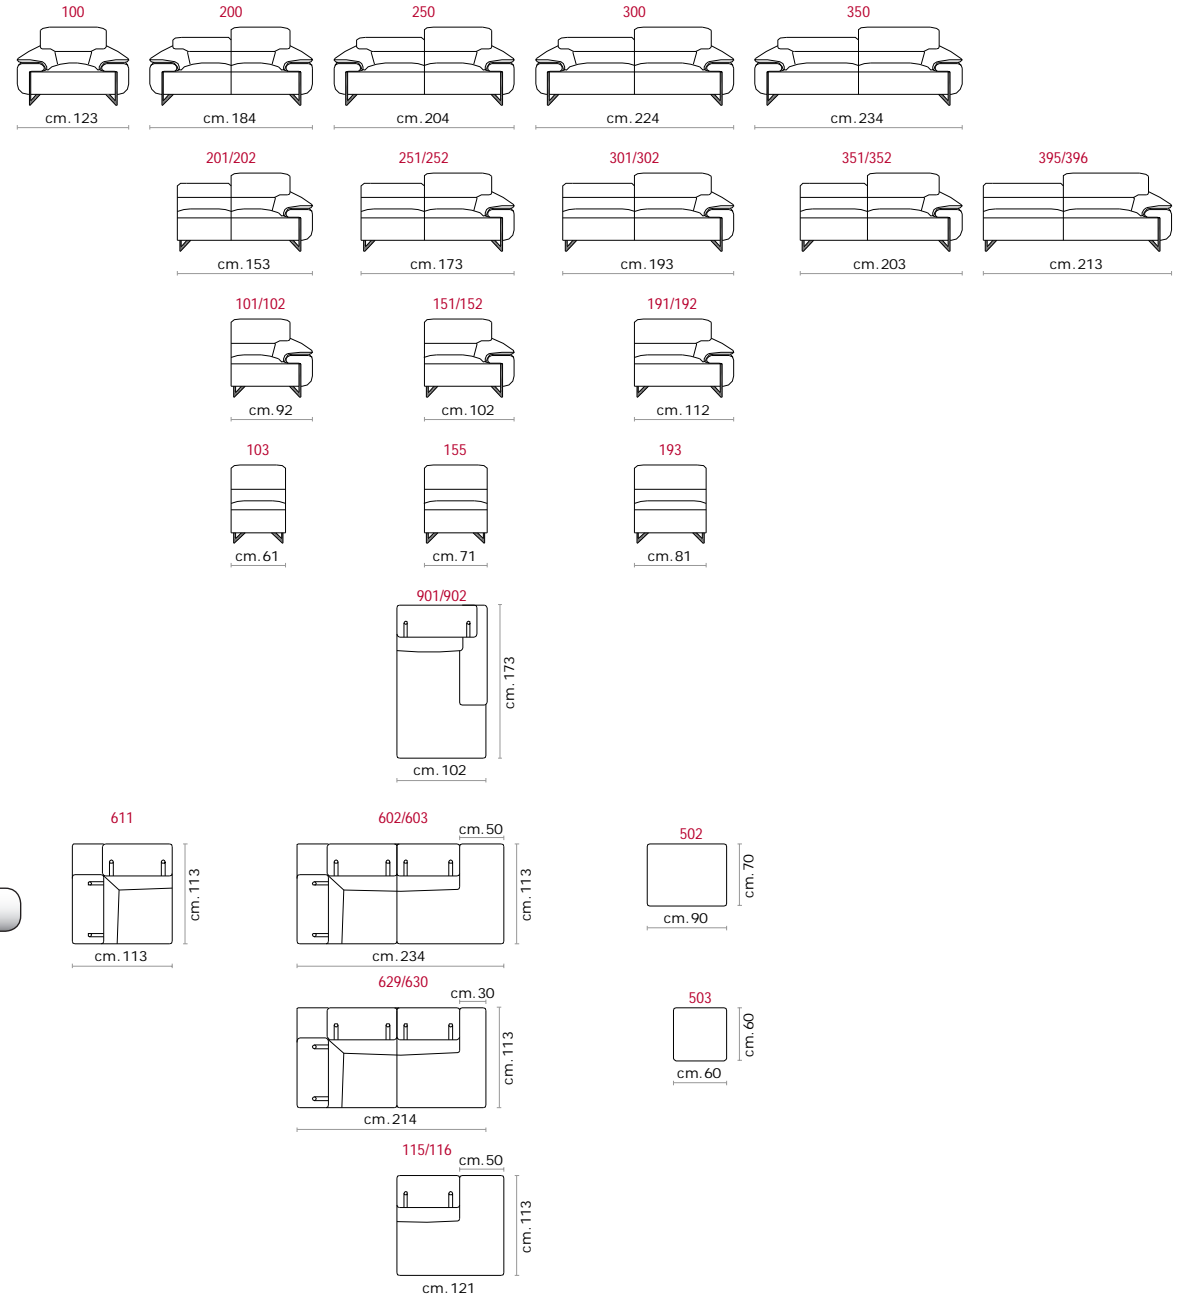 100 200 250 300 350
cm. 123 cm. 184 cm. 204 cm. 224 cm. 234
201/202 251/252 301/302 351/352 395/396
cm. 153 cm. 173 cm. 193 cm. 203 cm. 213
101/102 151/152 191/192
cm. 92 cm. 102 cm. 112
103 155 193
cm. 61 cm. 71 cm. 81
901/902
cm. 173
cm. 102
611 602/603
cm. 50
502
cm. 113 cm. 113 cm. 70
cm. 90
cm. 113 cm. 234
629/630
cm. 30
503
cm. 113 cm. 60
cm. 60
cm. 214
115/116
cm. 50
cm. 113
cm. 121